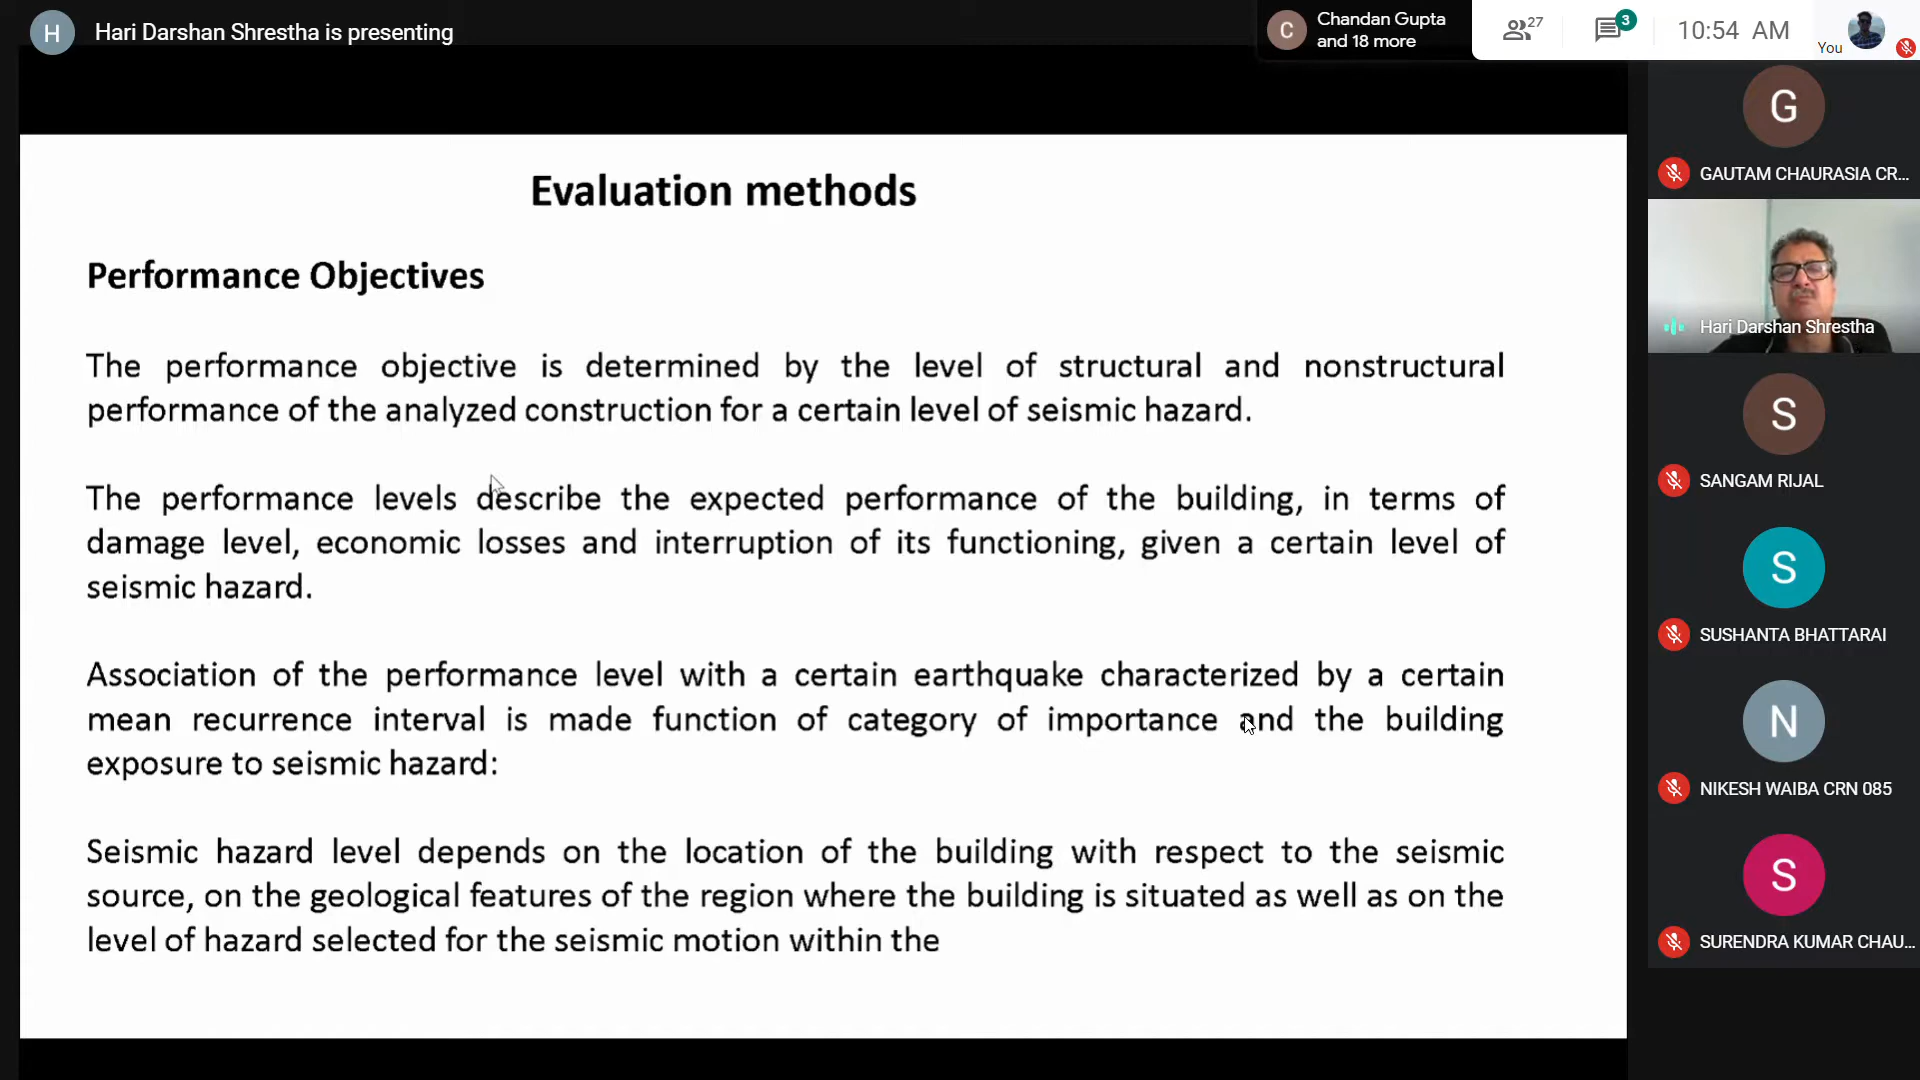 H
Hari Darshan Shrestha is presenting
C
Chandan Gupta
and 18 more
27
3
10:54 AM
You
Evaluation methods
Performance Objectives
The performance objective is determined by the level of structural and nonstructural
performance of the analyzed construction for a certain level of seismic hazard.
The performance levels describe the expected performance of the building, in terms of
damage level, economic losses and interruption of its functioning, given a certain level of
seismic hazard.
Association of the performance level with a certain earthquake characterized by a certain
mean recurrence interval is made function of category of importance and the building
exposure to seismic hazard:
Seismic hazard level depends on the location of the building with respect to the seismic
source, on the geological features of the region where the building is situated as well as on the
level of hazard selected for the seismic motion within the
G
GAUTAM CHAURASIA CR...
Hari Darshan Shrestha
S
SANGAM RIJAL
S
SUSHANTA BHATTARAI
N
NIKESH WAIBA CRN 085
S
SURENDRA KUMAR CHAU...